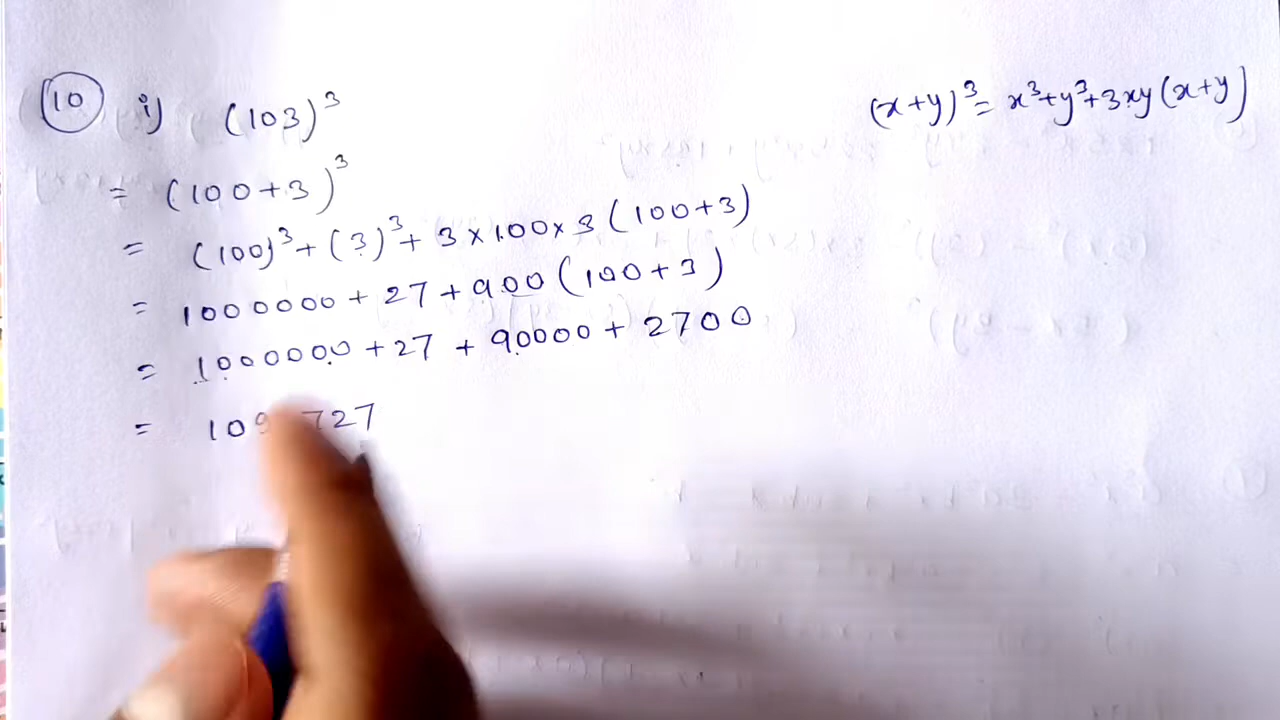 10 i) (103)³
(x+y)³= x³+y³+3xy(x+y)
= (100+3)³
= (100)³+(3)³+ 3×100×3(100+3)
= 1000000 + 27 + 900 (100+3)
= 1000000 + 27 + 90000 + 2700
= 109 727